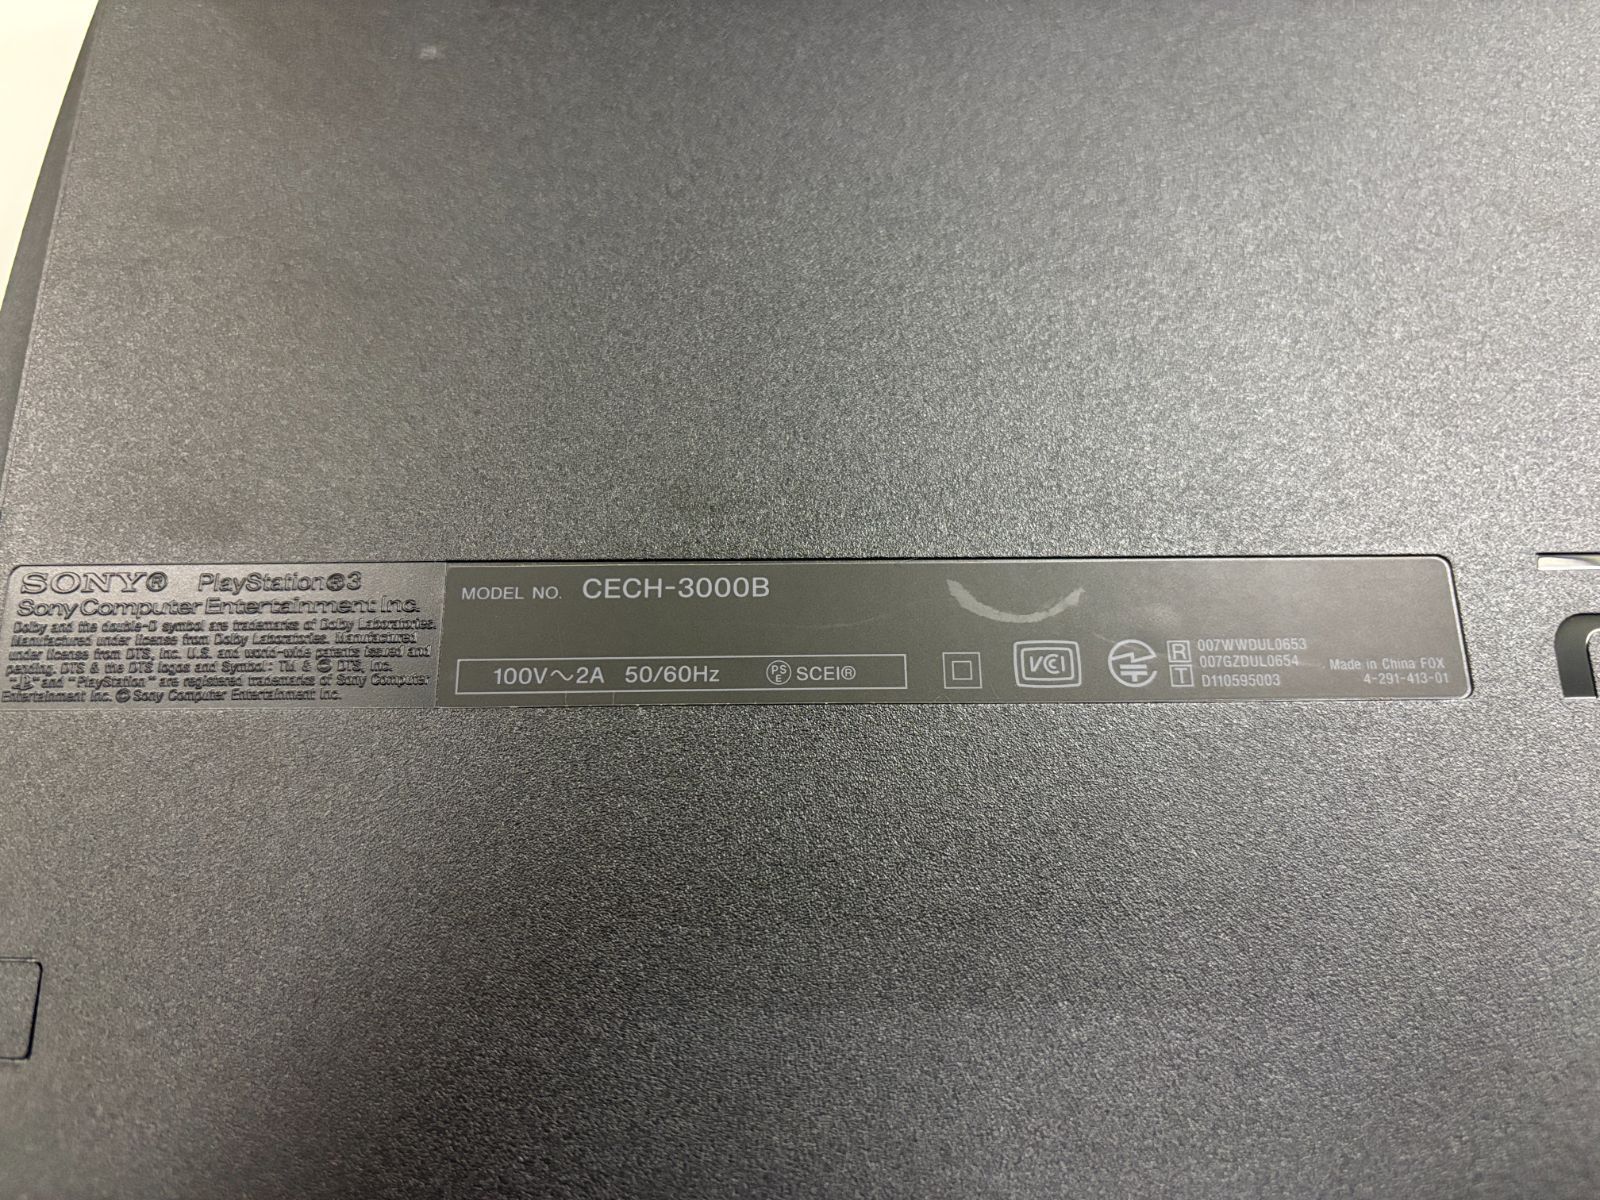 SONY® PlayStation®3
Sony Computer Entertainment Inc.
Dolby and the double-D symbol are trademarks of Dolby Laboratories.
Manufactured under license from Dolby Laboratories. Manufactured
under license from DTS, Inc. U.S. and world-wide patents issued and
pending. DTS & the DTS logos and Symbol: TM & © DTS, Inc.
" " and "PlayStation" are registered trademarks of Sony Computer
Entertainment Inc. © Sony Computer Entertainment Inc.
MODEL NO. CECH-3000B
100V～2A 50/60Hz PSE SCEI®
VCCI
R 007WWDUL0653
007GZDUL0654
T D110595003
Made in China FOX
4-291-413-01